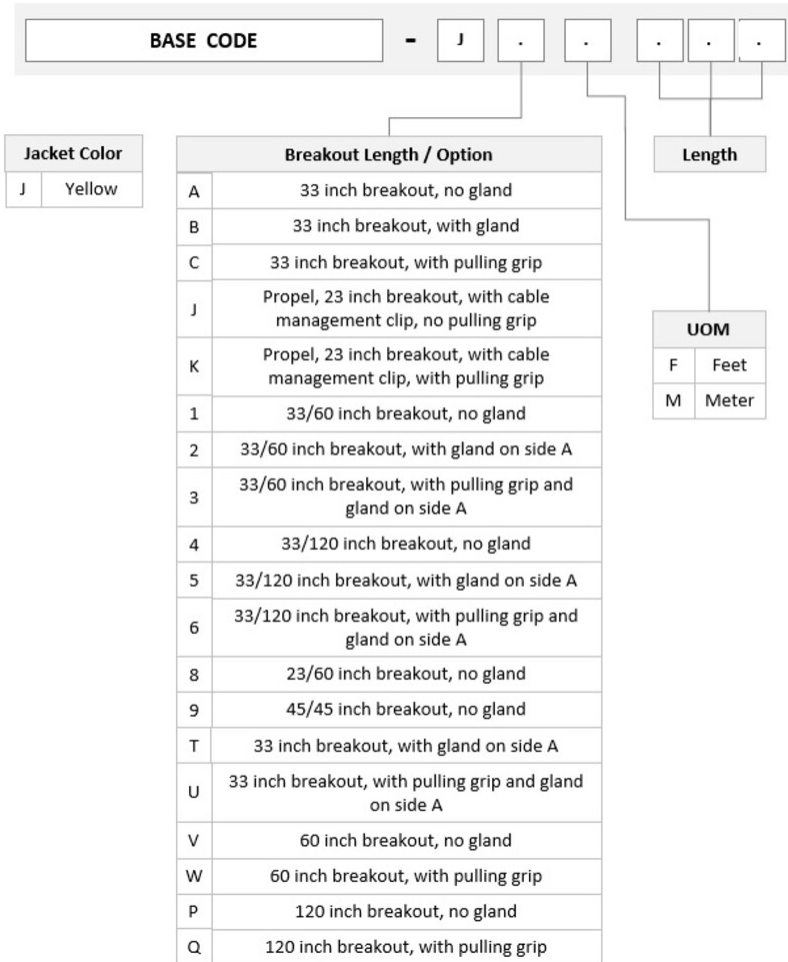 BASE CODE - J . . . . .
Jacket Color
J Yellow
Breakout Length / Option
A 33 inch breakout, no gland
B 33 inch breakout, with gland
C 33 inch breakout, with pulling grip
J Propel, 23 inch breakout, with cable
management clip, no pulling grip
K Propel, 23 inch breakout, with cable
management clip, with pulling grip
1 33/60 inch breakout, no gland
2 33/60 inch breakout, with gland on side A
3 33/60 inch breakout, with pulling grip and
gland on side A
4 33/120 inch breakout, no gland
5 33/120 inch breakout, with gland on side A
6 33/120 inch breakout, with pulling grip and
gland on side A
8 23/60 inch breakout, no gland
9 45/45 inch breakout, no gland
T 33 inch breakout, with gland on side A
U 33 inch breakout, with pulling grip and gland
on side A
V 60 inch breakout, no gland
W 60 inch breakout, with pulling grip
P 120 inch breakout, no gland
Q 120 inch breakout, with pulling grip
Length
UOM
F Feet
M Meter